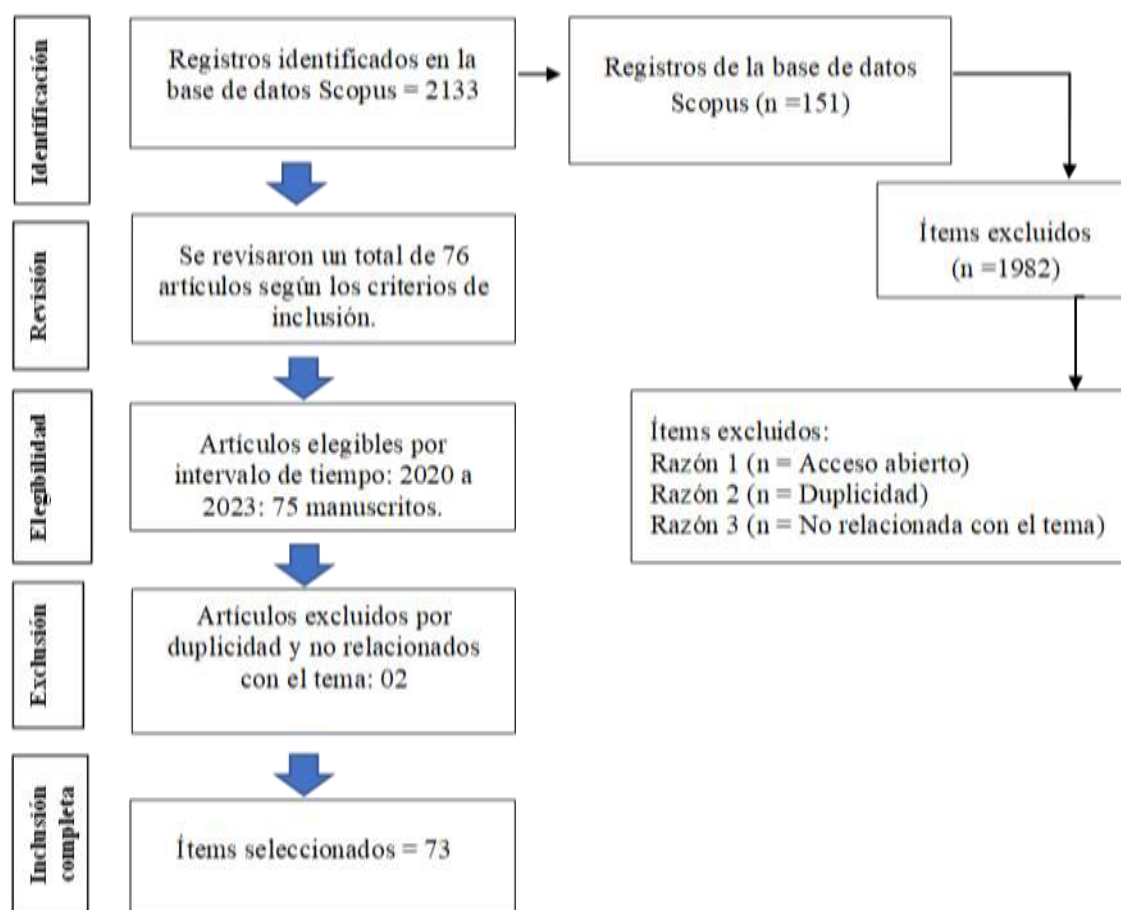 Identificación
Registros identificados en la
base de datos Scopus = 2133
Registros de la base de datos
Scopus (n =151)
Ítems excluidos
(n =1982)
Ítems excluidos:
Razón 1 (n = Acceso abierto)
Razón 2 (n = Duplicidad)
Razón 3 (n = No relacionada con el tema)
Revisión
Se revisaron un total de 76
artículos según los criterios de
inclusión.
Elegibilidad
Artículos elegibles por
intervalo de tiempo: 2020 a
2023: 75 manuscritos.
Exclusión
Artículos excluidos por
duplicidad y no relacionados
con el tema: 02
Inclusión
completa
Ítems seleccionados = 73